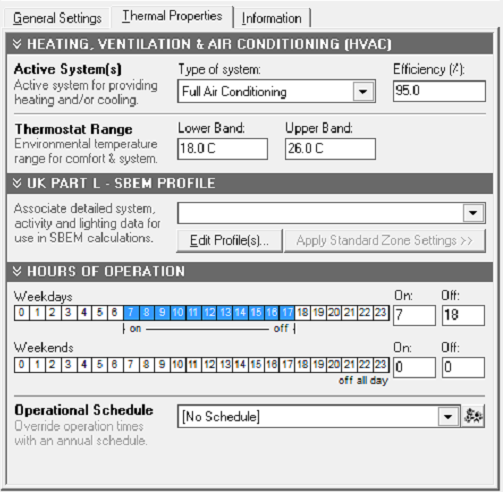 General Settings Thermal Properties Information
HEATING, VENTILATION & AIR CONDITIONING (HVAC)
Active System(s) Type of system: Efficiency (%):
Active system for providing Full Air Conditioning 95.0
heating and/or cooling.
Thermostat Range Lower Band: Upper Band:
Environmental temperature 18.0 C 26.0 C
range for comfort & system.
UK PART L - SBEM PROFILE
Associate detailed system,
activity and lighting data for
use in SBEM calculations. Edit Profile(s)... Apply Standard Zone Settings >>
HOURS OF OPERATION
Weekdays On: Off:
0 1 2 3 4 5 6 7 8 9 10 11 12 13 14 15 16 17 18 19 20 21 22 23 7 18
on off
Weekends On: Off:
0 1 2 3 4 5 6 7 8 9 10 11 12 13 14 15 16 17 18 19 20 21 22 23 0 0
off all day
Operational Schedule [No Schedule]
Override operation times
with an annual schedule.